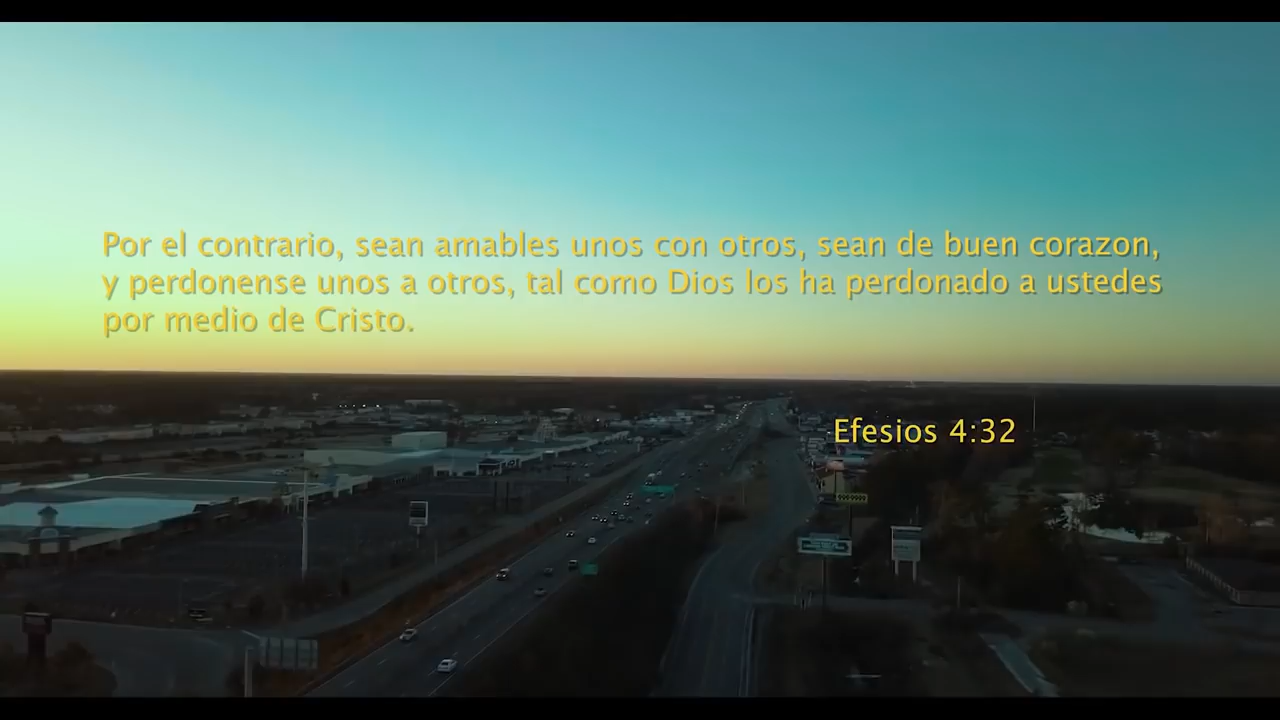 Por el contrario, sean amables unos con otros, sean de buen corazon,
y perdonense unos a otros, tal como Dios los ha perdonado a ustedes
por medio de Cristo.
Efesios 4:32